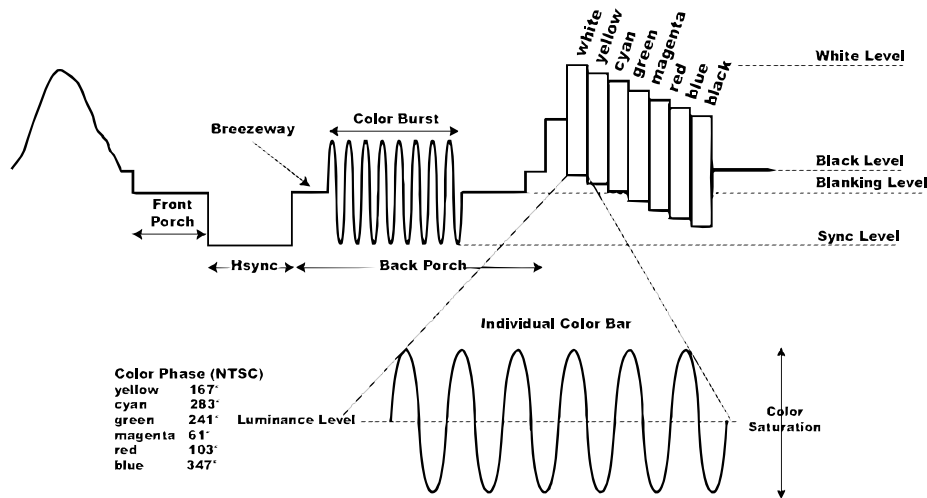 white
yellow
cyan
green
magenta
red
blue
black
White Level
Color Burst
Breezeway
Black Level
Blanking Level
Front
Porch
Sync Level
Hsync
Back Porch
Individual Color Bar
Color Phase (NTSC)
yellow 167°
cyan 283°
green 241°
magenta 61°
red 103°
blue 347°
Luminance Level
Color
Saturation